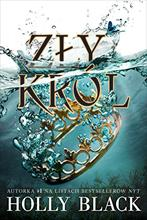 ZŁY
KRÓL
AUTORKA #1 NA LISTACH BESTSELLERÓW NYT
HOLLY BLACK